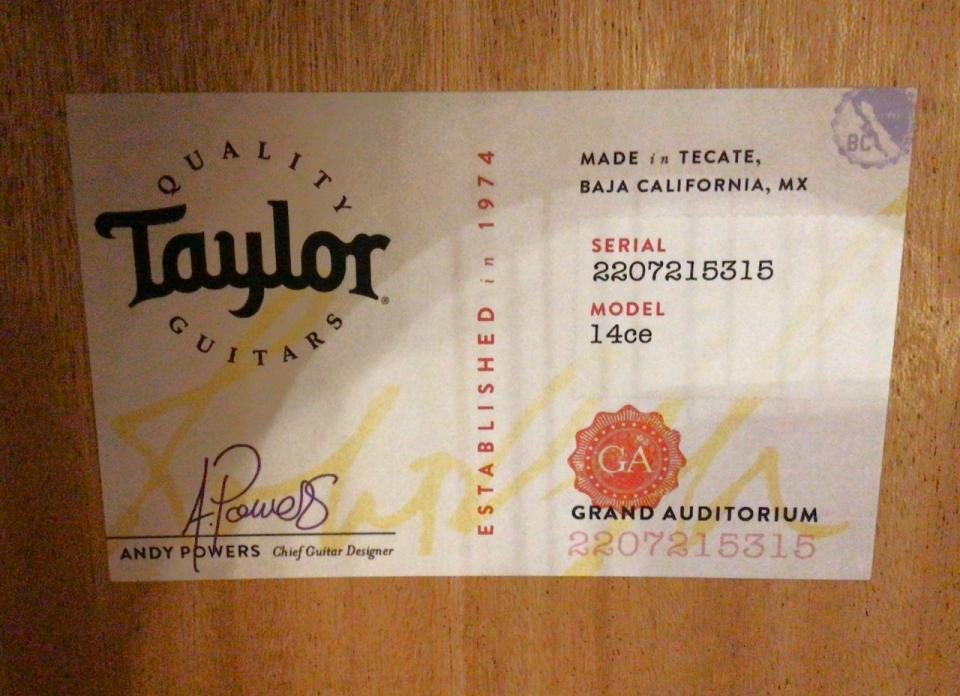 QUALITY
Taylor®
GUITARS
A.Powers
ANDY POWERS Chief Guitar Designer
ESTABLISHED in 1974
BC
MADE in TECATE,
BAJA CALIFORNIA, MX
SERIAL
2207215315
MODEL
14ce
GA
GRAND AUDITORIUM
2207215315